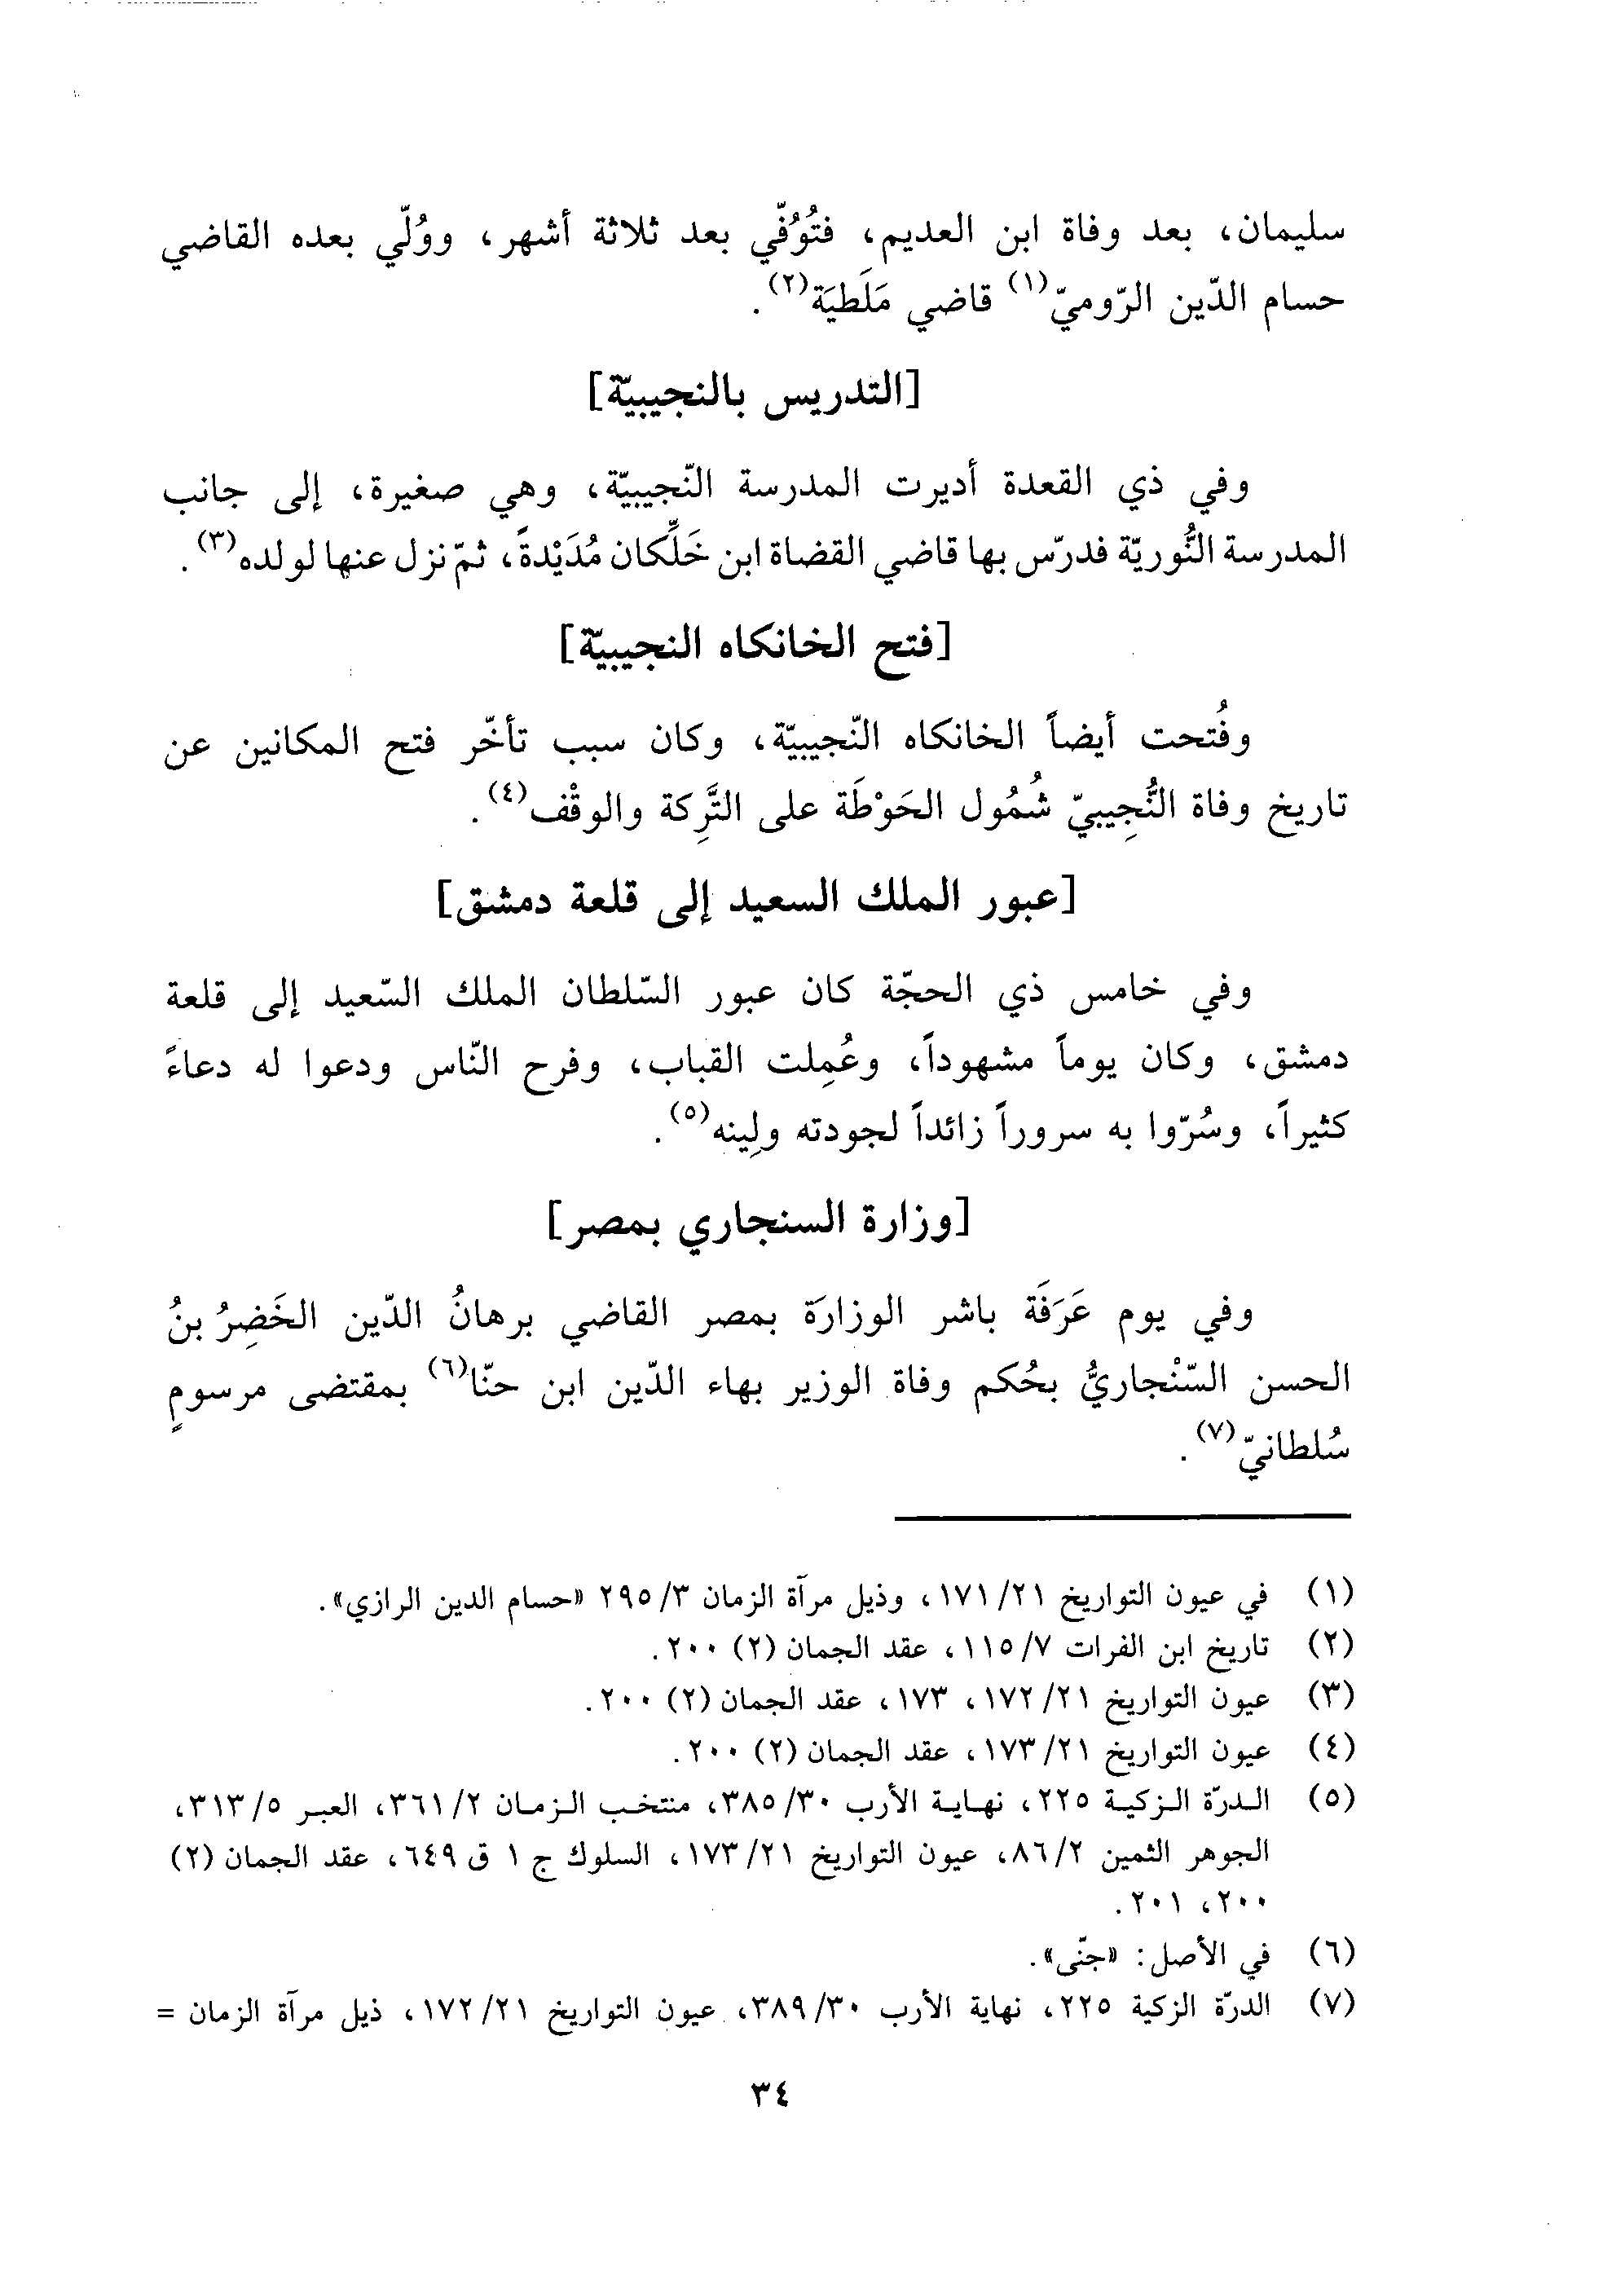 سليمان، بعد وفاة ابن العديم، فتُوُفّي بعد ثلاثة أشهر، ووُلّي بعده القاضي
حسام الدّين الرّوميّ(١) قاضي مَلَطيَة(٢).
[التدريس بالنجيبيّة]
وفي ذي القعدة أديرت المدرسة النّجيبيّة، وهي صغيرة، إلى جانب
المدرسة النُّوريّة فدرّس بها قاضي القضاة ابن خَلِّكان مُدَيْدةً، ثمّ نزل عنها لولده(٣).
[فتح الخانكاه النجيبيّة]
وفُتحت أيضاً الخانكاه النّجيبيّة، وكان سبب تأخّر فتح المكانين عن
تاريخ وفاة النُّجِيبيّ شُمُول الحَوْطَة على التَّرِكة والوقْف(٤).
[عبور الملك السعيد إلى قلعة دمشق]
وفي خامس ذي الحجّة كان عبور السّلطان الملك السّعيد إلى قلعة
دمشق، وكان يوماً مشهوداً، وعُمِلت القباب، وفرح النّاس ودعوا له دعاءً
كثيراً، وسُرّوا به سروراً زائداً لجودته ولِينه(٥).
[وزارة السنجاري بمصر]
وفي يوم عَرَفَة باشر الوزارَة بمصر القاضي برهانُ الدّين الخَضِرُ بنُ
الحسن السّنْجاريُّ بحُكم وفاة الوزير بهاء الدّين ابن حنّا(٦) بمقتضى مرسومٍ
سُلطانيّ(٧).
(١) في عيون التواريخ ٢١/١٧١، وذيل مرآة الزمان ٣/٢٩٥ «حسام الدين الرازي».
(٢) تاريخ ابن الفرات ٧/١١٥، عقد الجمان (٢) ٢٠٠.
(٣) عيون التواريخ ٢١/١٧٢، ١٧٣، عقد الجمان (٢) ٢٠٠.
(٤) عيون التواريخ ٢١/١٧٣، عقد الجمان (٢) ٢٠٠.
(٥) الدرّة الزكية ٢٢٥، نهاية الأرب ٣٠/٣٨٥، منتخب الزمان ٢/٣٦١، العبر ٥/٣١٣،
الجوهر الثمين ٢/٨٦، عيون التواريخ ٢١/١٧٣، السلوك ج ١ ق ٦٤٩، عقد الجمان (٢)
٢٠٠، ٢٠١.
(٦) في الأصل: «جنّى».
(٧) الدرّة الزكية ٢٢٥، نهاية الأرب ٣٠/٣٨٩، عيون التواريخ ٢١/١٧٢، ذيل مرآة الزمان =
٣٤